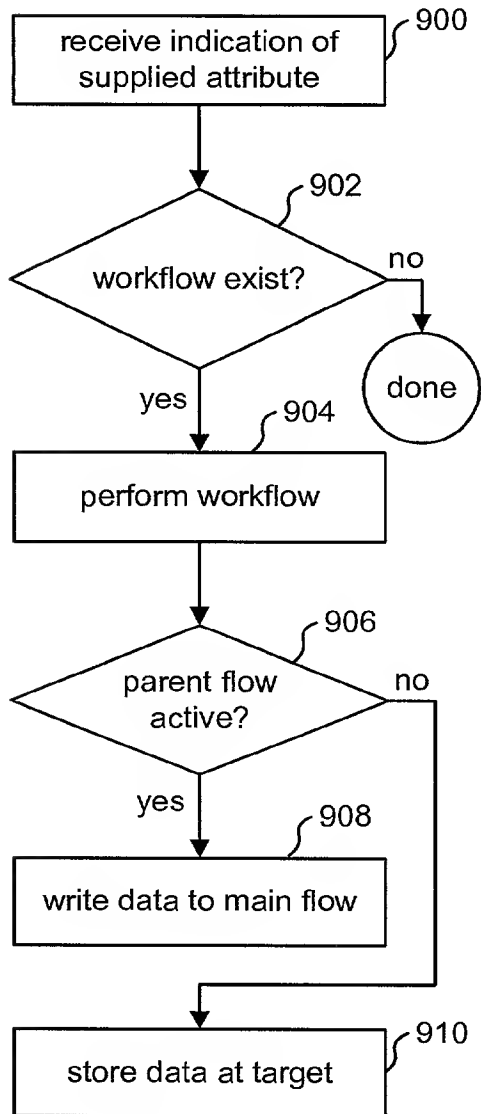 900
receive indication of
supplied attribute
902
workflow exist?
no
done
yes
904
perform workflow
906
parent flow
active?
no
yes
908
write data to main flow
910
store data at target